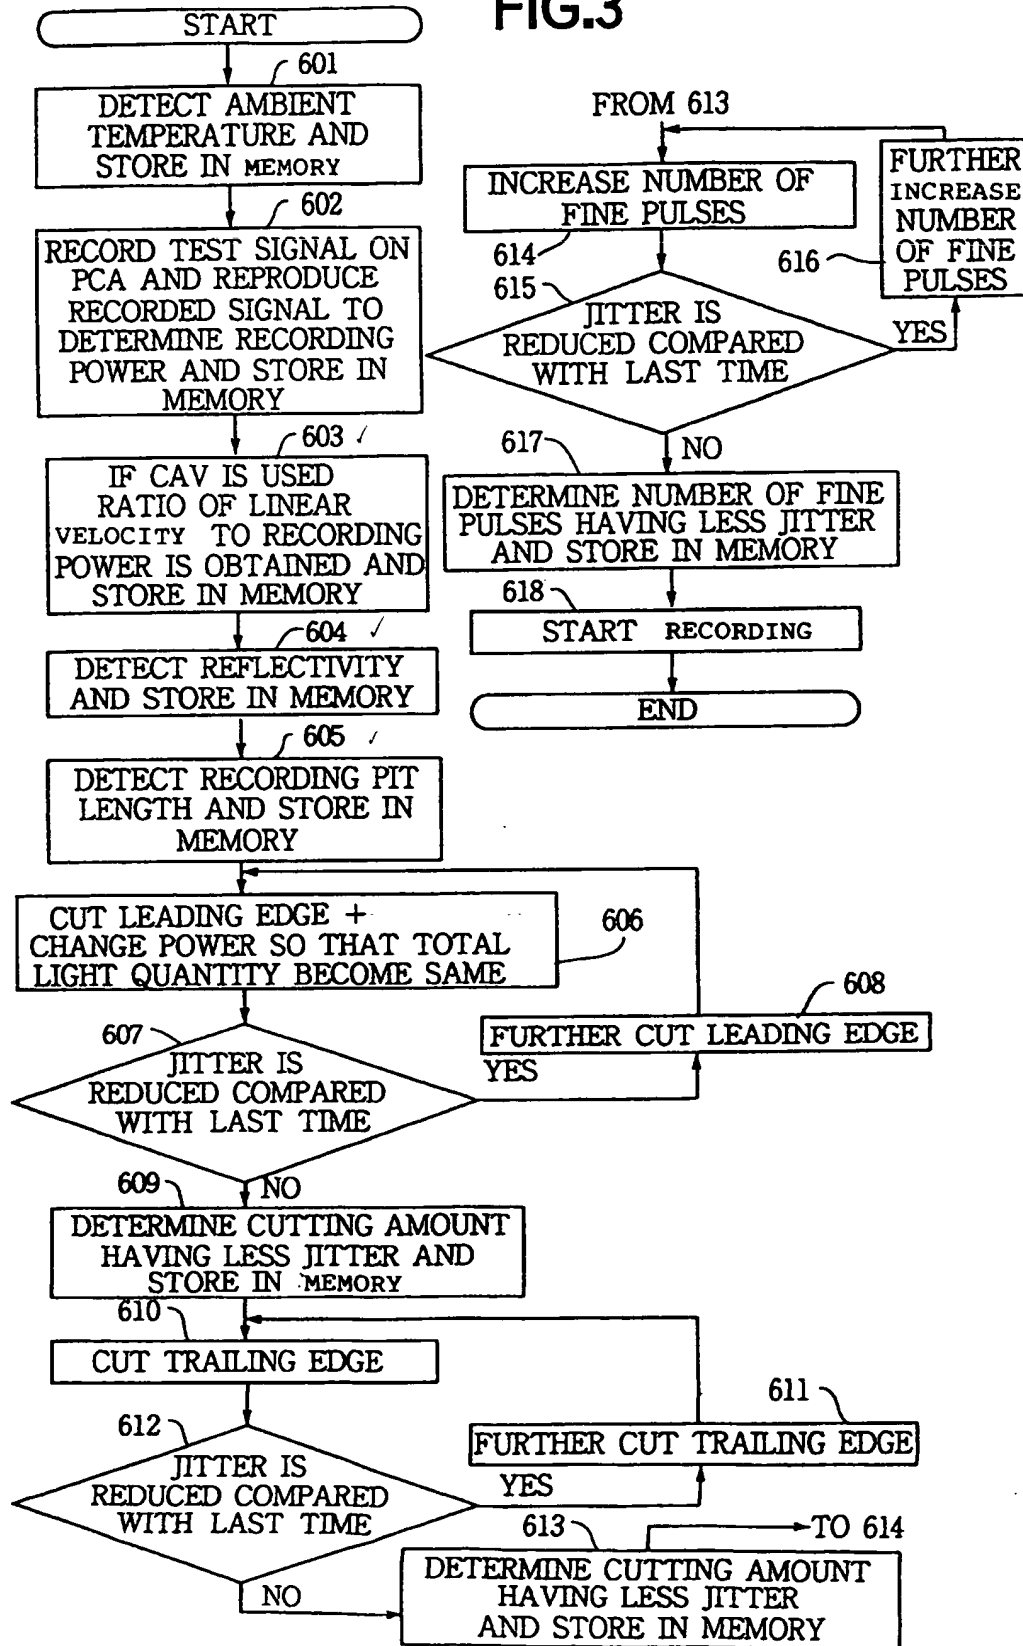 FIG.3
START
601
DETECT AMBIENT
TEMPERATURE AND
STORE IN MEMORY
602
RECORD TEST SIGNAL ON
PCA AND REPRODUCE
RECORDED SIGNAL TO
DETERMINE RECORDING
POWER AND STORE IN
MEMORY
603
IF CAV IS USED
RATIO OF LINEAR
VELOCITY TO RECORDING
POWER IS OBTAINED AND
STORE IN MEMORY
604
DETECT REFLECTIVITY
AND STORE IN MEMORY
605
DETECT RECORDING PIT
LENGTH AND STORE IN
MEMORY
CUT LEADING EDGE +
CHANGE POWER SO THAT TOTAL
LIGHT QUANTITY BECOME SAME
606
607
JITTER IS
REDUCED COMPARED
WITH LAST TIME
YES
608
FURTHER CUT LEADING EDGE
NO
609
DETERMINE CUTTING AMOUNT
HAVING LESS JITTER AND
STORE IN MEMORY
610
CUT TRAILING EDGE
611
FURTHER CUT TRAILING EDGE
612
JITTER IS
REDUCED COMPARED
WITH LAST TIME
YES
NO
613
TO 614
DETERMINE CUTTING AMOUNT
HAVING LESS JITTER
AND STORE IN MEMORY
FROM 613
INCREASE NUMBER OF
FINE PULSES
614
615
JITTER IS
REDUCED COMPARED
WITH LAST TIME
YES
616
FURTHER
INCREASE
NUMBER
OF FINE
PULSES
NO
617
DETERMINE NUMBER OF FINE
PULSES HAVING LESS JITTER
AND STORE IN MEMORY
618
START RECORDING
END